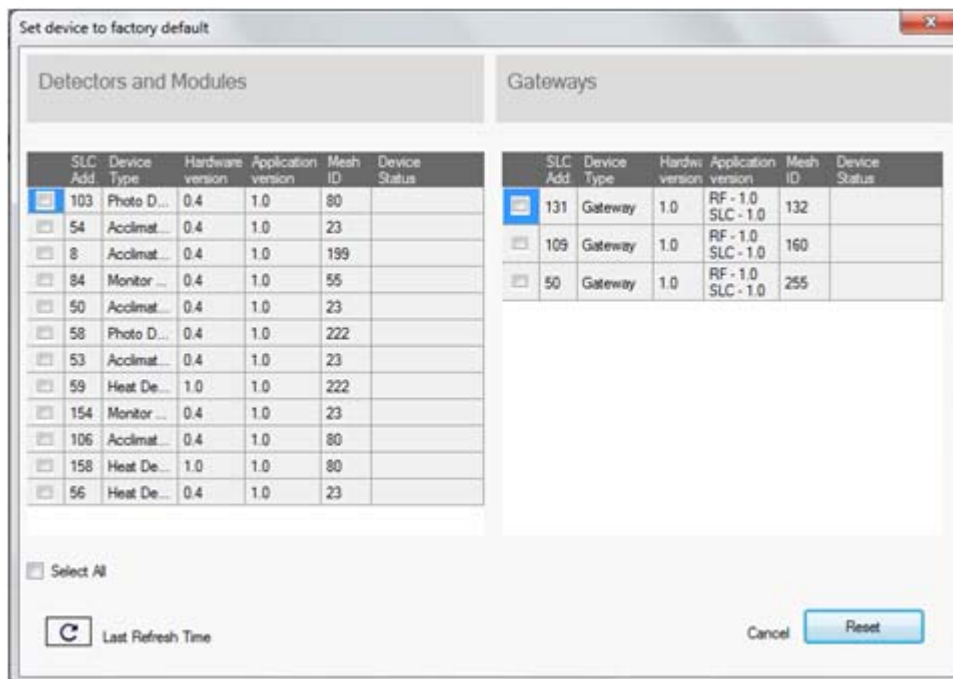 Set device to factory default
Detectors and Modules
SLC Add. Device Type Hardware version Application version Mesh ID Device Status
103 Photo D... 0.4 1.0 80
54 Acclimat... 0.4 1.0 23
8 Acclimat... 0.4 1.0 199
84 Monitor ... 0.4 1.0 55
50 Acclimat... 0.4 1.0 23
58 Photo D... 0.4 1.0 222
53 Acclimat... 0.4 1.0 23
59 Heat De... 1.0 1.0 222
154 Monitor ... 0.4 1.0 23
106 Acclimat... 0.4 1.0 80
158 Heat De... 1.0 1.0 80
56 Heat De... 0.4 1.0 23
Gateways
SLC Add. Device Type Hardwa version Application version Mesh ID Device Status
131 Gateway 1.0 RF - 1.0 SLC - 1.0 132
109 Gateway 1.0 RF - 1.0 SLC - 1.0 160
50 Gateway 1.0 RF - 1.0 SLC - 1.0 255
Select All
Last Refresh Time
Cancel
Reset